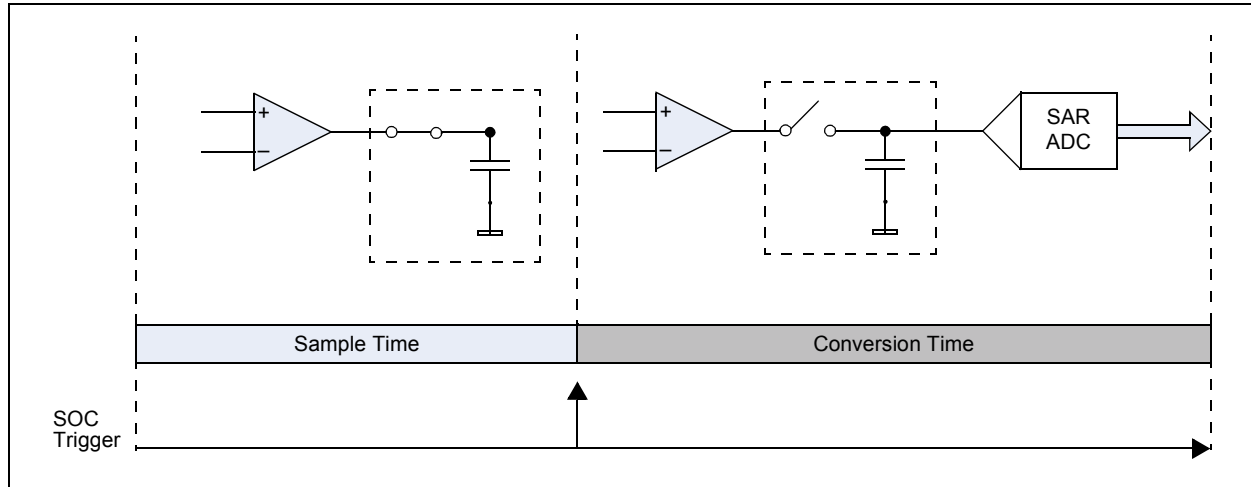 +
−
+
−
SAR
ADC
Sample Time
Conversion Time
SOC
Trigger